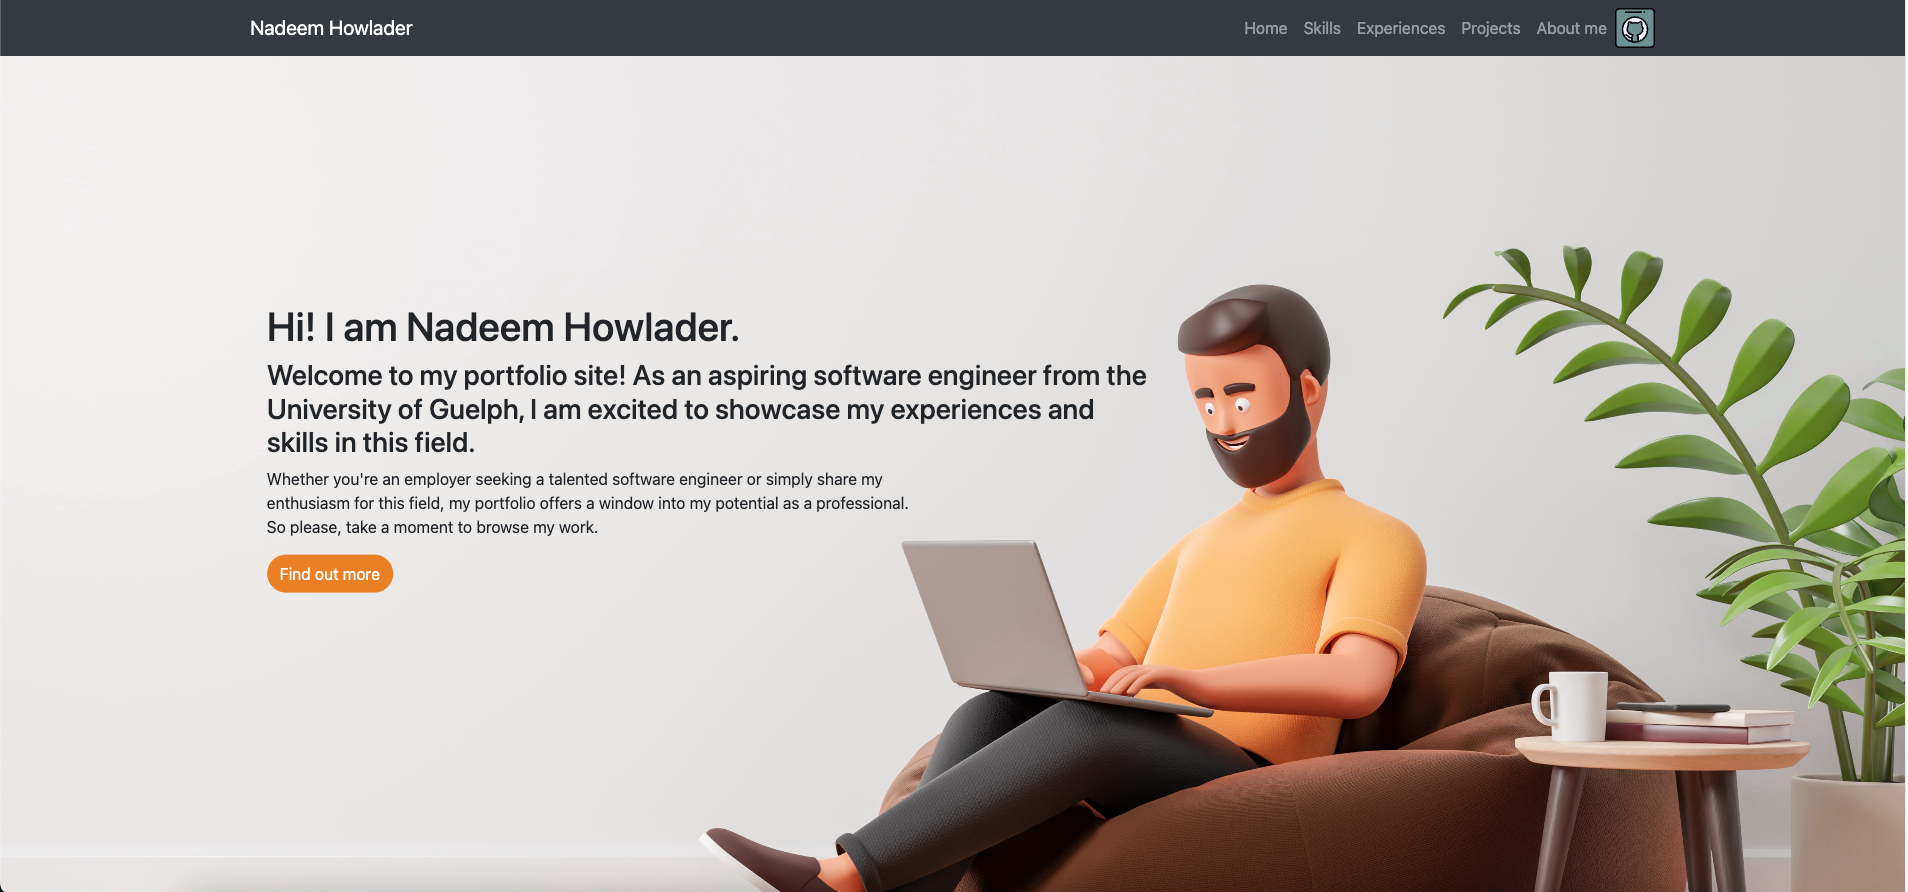 Nadeem Howlader
Home Skills Experiences Projects About me
Hi! I am Nadeem Howlader.
Welcome to my portfolio site! As an aspiring software engineer from the
University of Guelph, I am excited to showcase my experiences and
skills in this field.
Whether you're an employer seeking a talented software engineer or simply share my
enthusiasm for this field, my portfolio offers a window into my potential as a professional.
So please, take a moment to browse my work.
Find out more